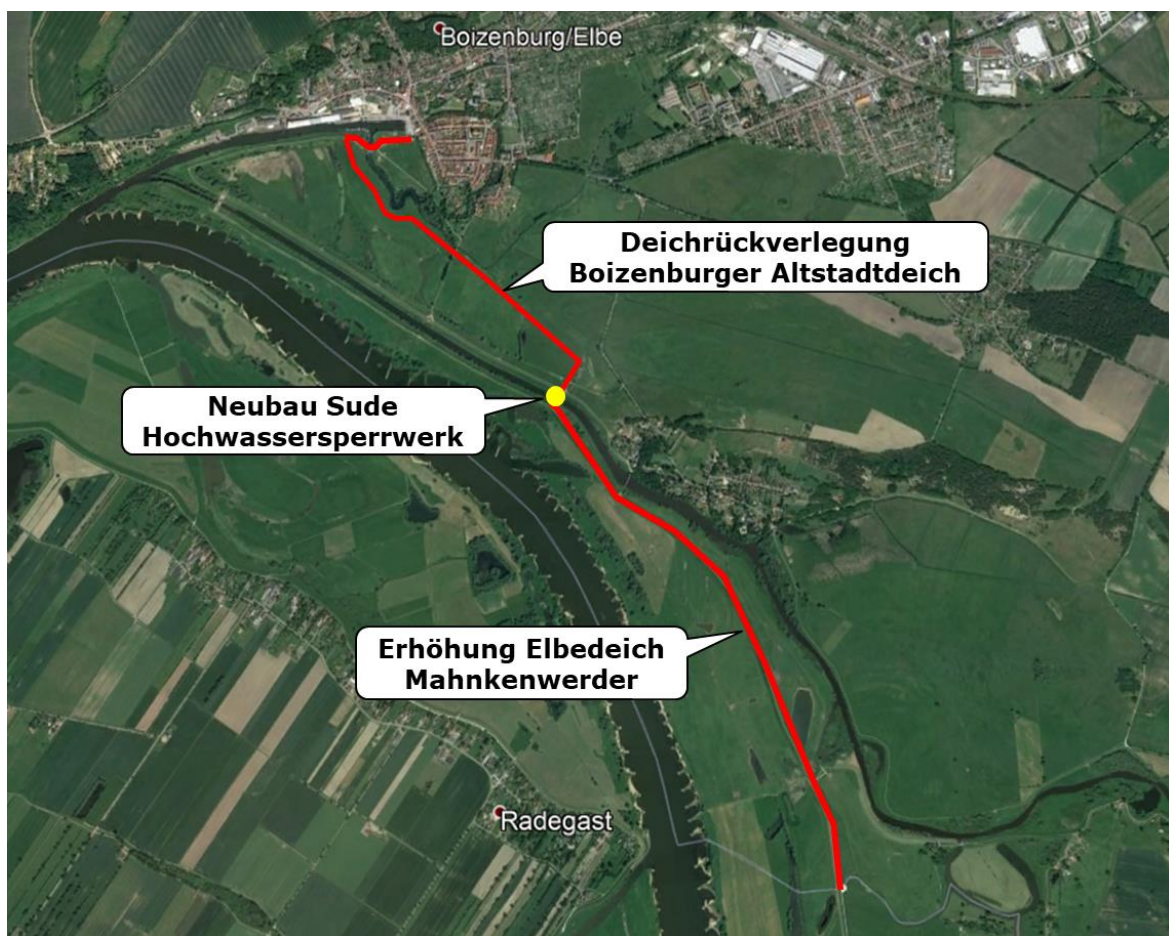 Boizenburg/Elbe
Deichrückverlegung
Boizenburger Altstadtdeich
Neubau Sude
Hochwassersperrwerk
Erhöhung Elbedeich
Mahnkenwerder
Radegast